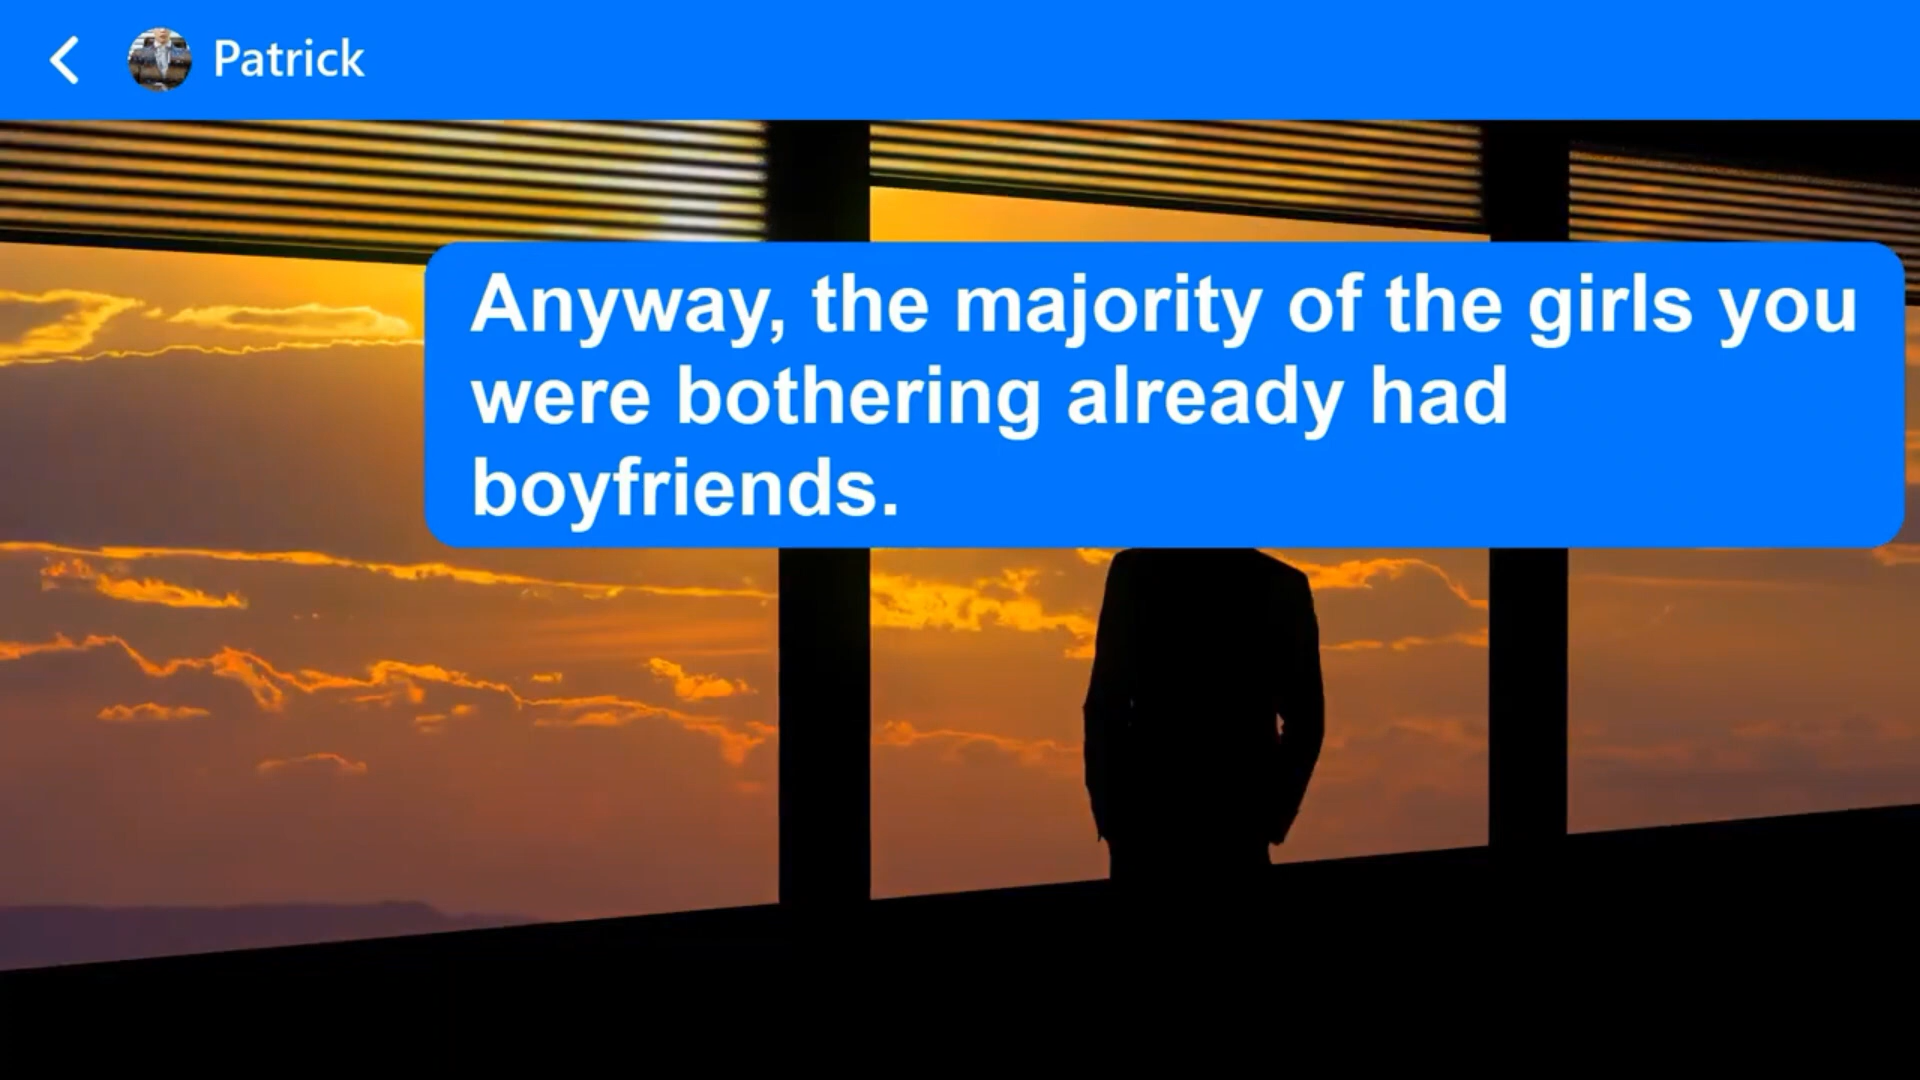 Patrick
Anyway, the majority of the girls you
were bothering already had
boyfriends.